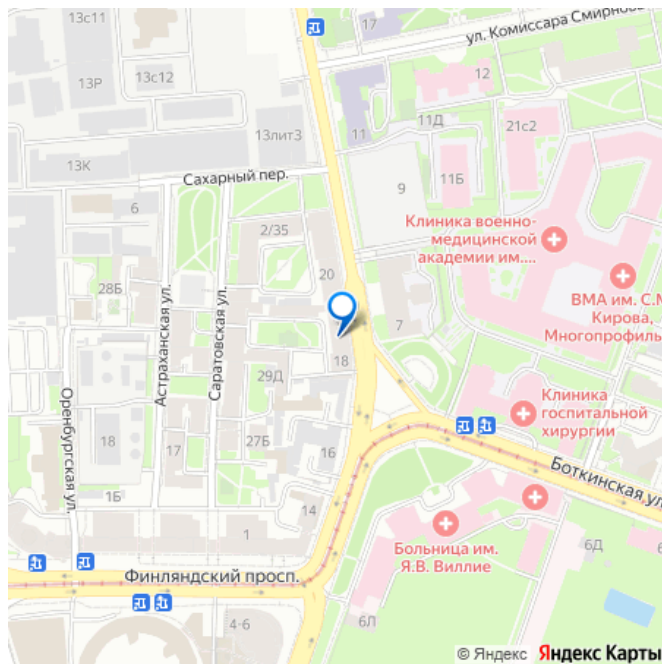 13с11
17
ул. Комиссара Смирнова
13Р
13с12
12
11Д
21с2
13лит3
11
13К
Сахарный пер.
11Б
9
6
Клиника военно-
медицинской
академии им....
2/35
20
28Б
ВМА им. С.М
Кирова,
Многопрофиль
Астраханская ул.
Саратовская ул.
7
18
29Д
Оренбургская ул.
Клиника
госпитальной
хирургии
18
17
27Б
16
Боткинская ул.
1Б
14
1
Больница им.
Я.В. Виллие
6Д
Финляндский просп.
6Л
4-6
© Яндекс Яндекс Карты